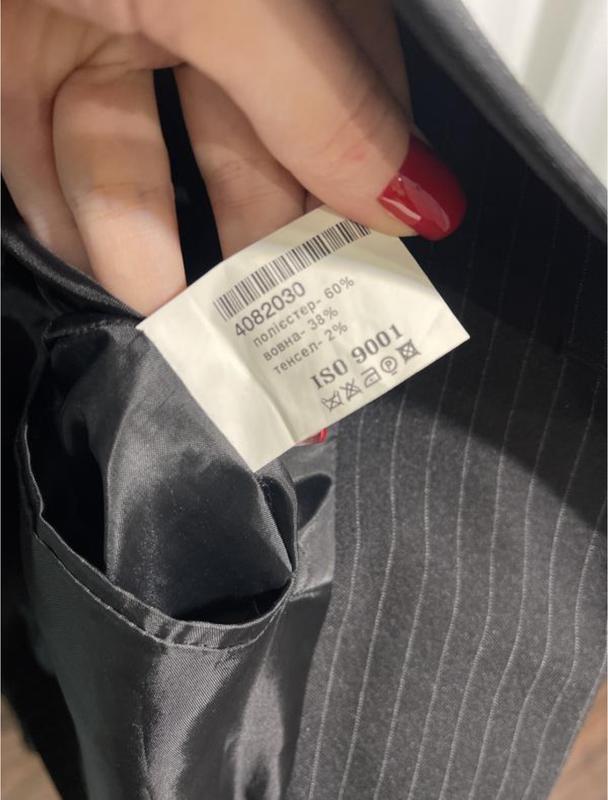 4082030
поліестер- 60%
вовна- 38%
тенсел- 2%
ISO 9001